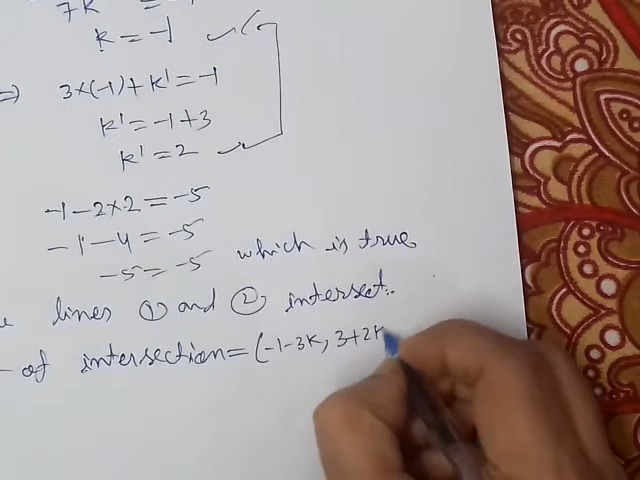 7k =
k = -1
=> 3×(-1)+k' = -1
k' = -1+3
k' = 2
-1-2×2 = -5
-1-4 = -5
-5 = -5 which is true
lines ① and ② intersect.
of intersection = (-1-3k, 3+2k